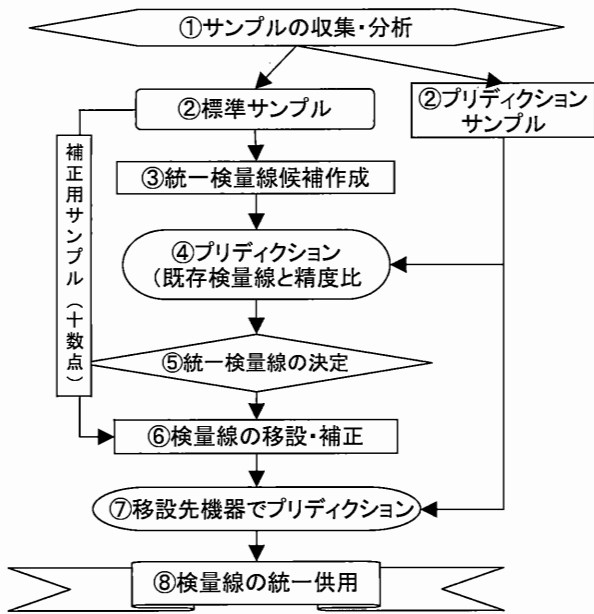 ①サンプルの収集・分析
②標準サンプル
②プリディクション
サンプル
補正用サンプル(十数点)
③統一検量線候補作成
④プリディクション
(既存検量線と精度比
⑤統一検量線の決定
⑥検量線の移設・補正
⑦移設先機器でプリディクション
⑧検量線の統一供用